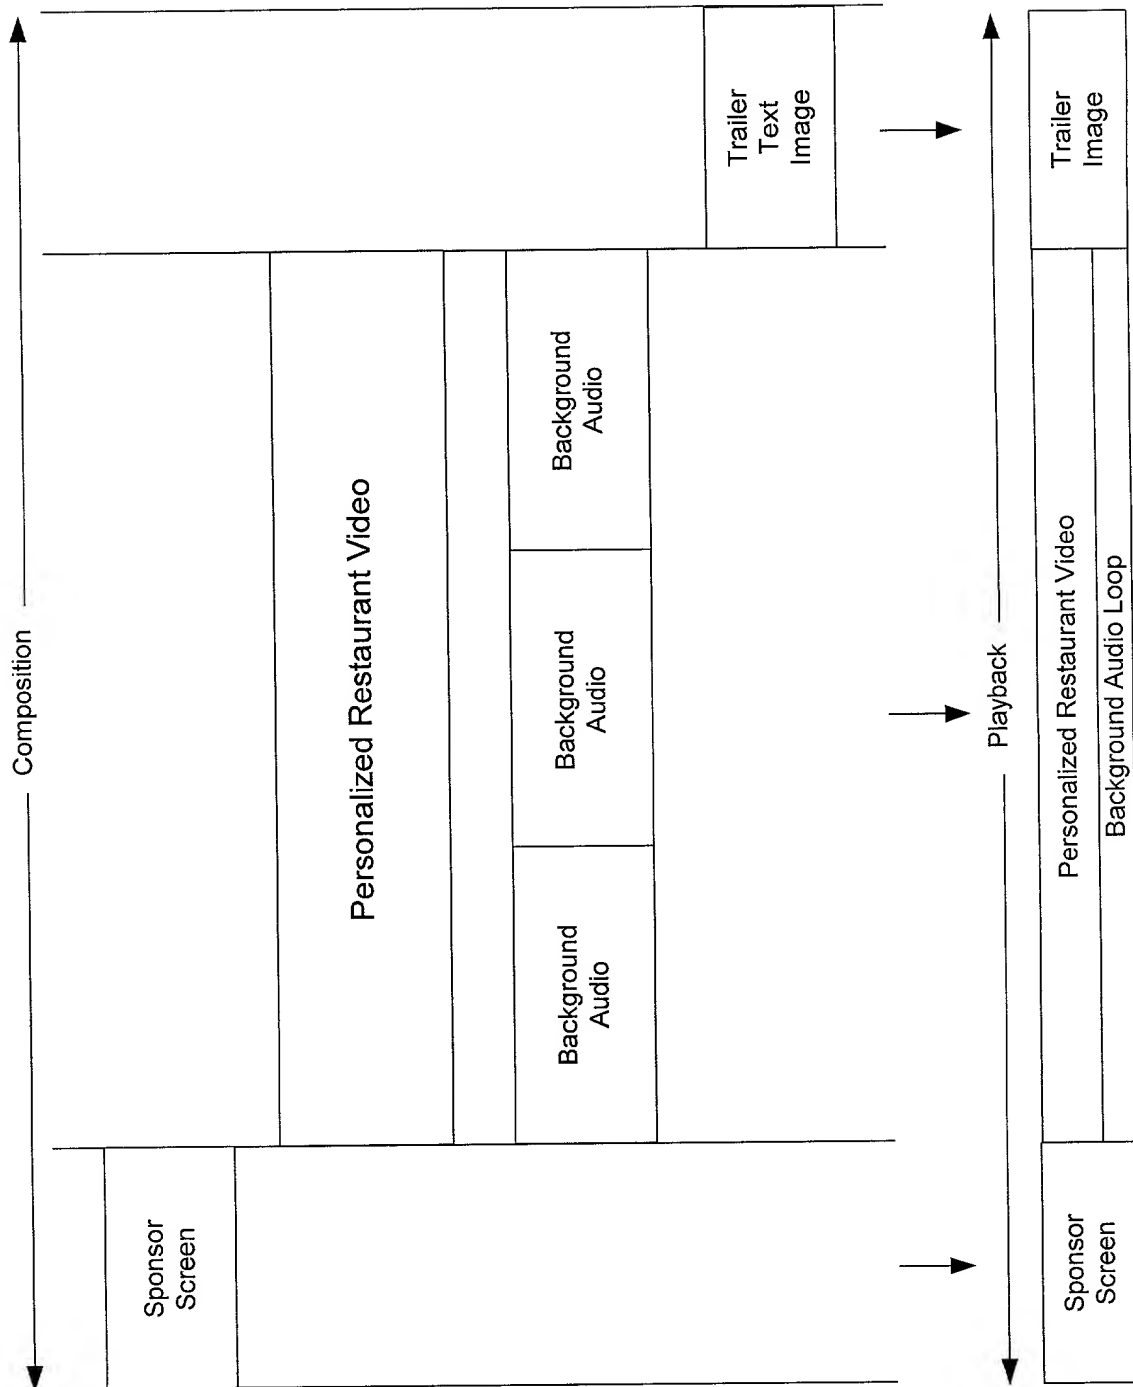 Composition
Sponsor
Screen
Personalized Restaurant Video
Background
Audio
Background
Audio
Background
Audio
Trailer
Text
Image
Playback
Sponsor
Screen
Personalized Restaurant Video
Background Audio Loop
Trailer
Image